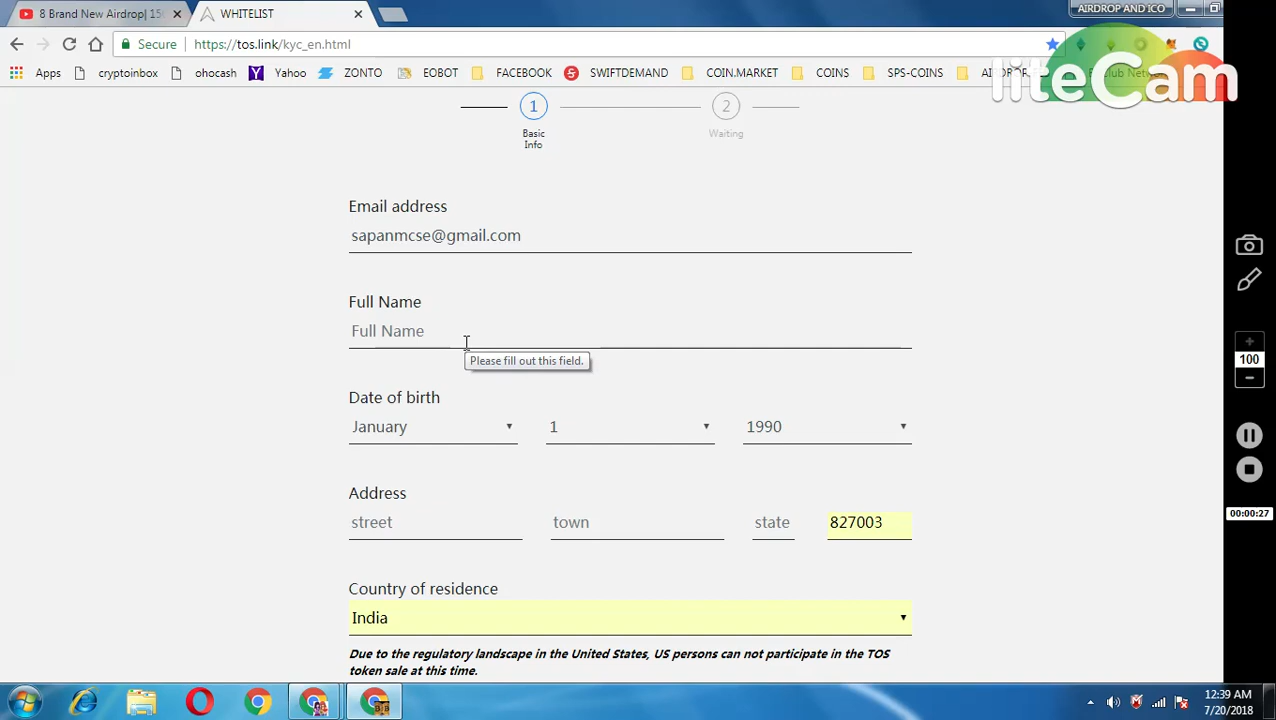 8 Brand New Airdrop| 15
WHITELIST
AIRDROP AND ICO
Secure
https://tos.link/kyc_en.html
Apps
cryptoinbox
ohocash
Yahoo
ZONTO
EOBOT
FACEBOOK
SWIFTDEMAND
COIN.MARKET
COINS
SPS-COINS
liteCam
1
2
Basic
Info
Waiting
Email address
sapanmcse@gmail.com
Full Name
Full Name
Please fill out this field.
Date of birth
January
1
1990
Address
street
town
state
827003
Country of residence
India
Due to the regulatory landscape in the United States, US persons can not participate in the TOS
token sale at this time.
100
00:00:27
12:39 AM
7/20/2018